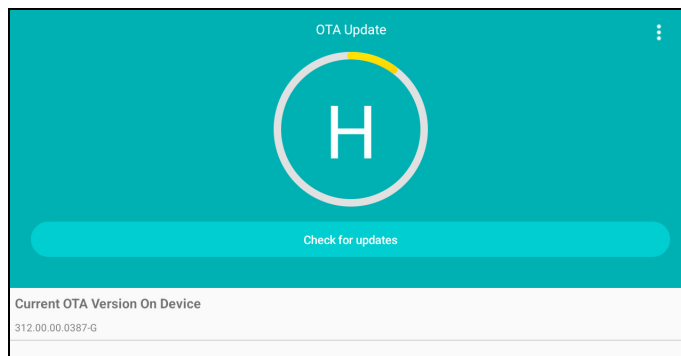 OTA Update
H
Check for updates
Current OTA Version On Device
312.00.00.0387-G